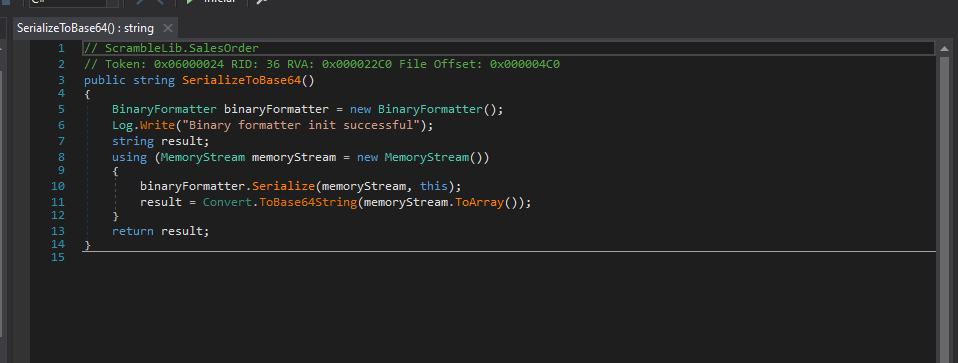 SerializeToBase64() : string ×
1 // ScrambleLib.SalesOrder
2 // Token: 0x06000024 RID: 36 RVA: 0x000022C0 File Offset: 0x000004C0
3 public string SerializeToBase64()
4 {
5 BinaryFormatter binaryFormatter = new BinaryFormatter();
6 Log.Write("Binary formatter init successful");
7 string result;
8 using (MemoryStream memoryStream = new MemoryStream())
9 {
10 binaryFormatter.Serialize(memoryStream, this);
11 result = Convert.ToBase64String(memoryStream.ToArray());
12 }
13 return result;
14 }
15